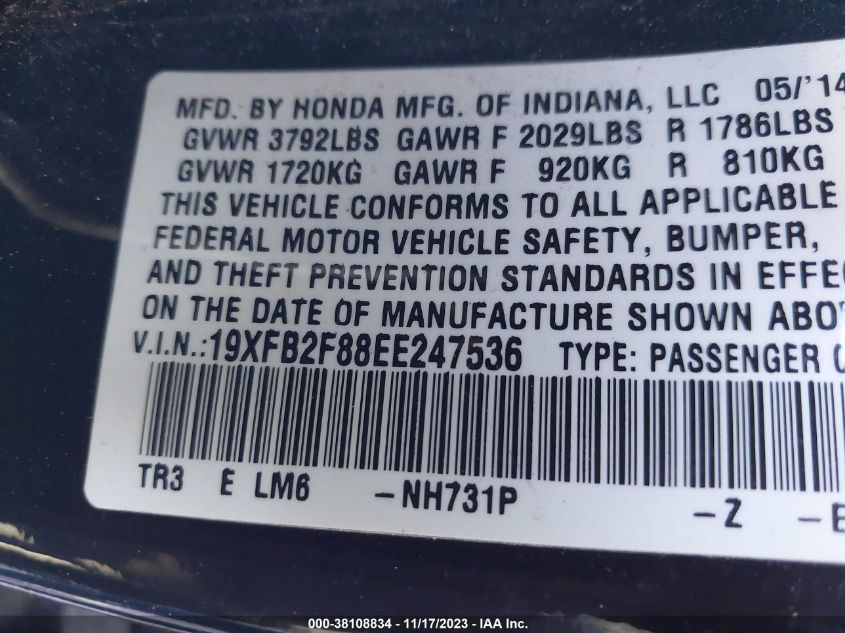 MFD. BY HONDA MFG. OF INDIANA, LLC 05/'14
GVWR 3792LBS GAWR F 2029LBS R 1786LBS
GVWR 1720KG GAWR F 920KG R 810KG
THIS VEHICLE CONFORMS TO ALL APPLICABLE
FEDERAL MOTOR VEHICLE SAFETY, BUMPER,
AND THEFT PREVENTION STANDARDS IN EFFE
ON THE DATE OF MANUFACTURE SHOWN ABO
V.I.N.:19XFB2F88EE247536 TYPE: PASSENGER
TR3 E LM6 -NH731P -Z -E
000-38108834 - 11/17/2023 - IAA Inc.